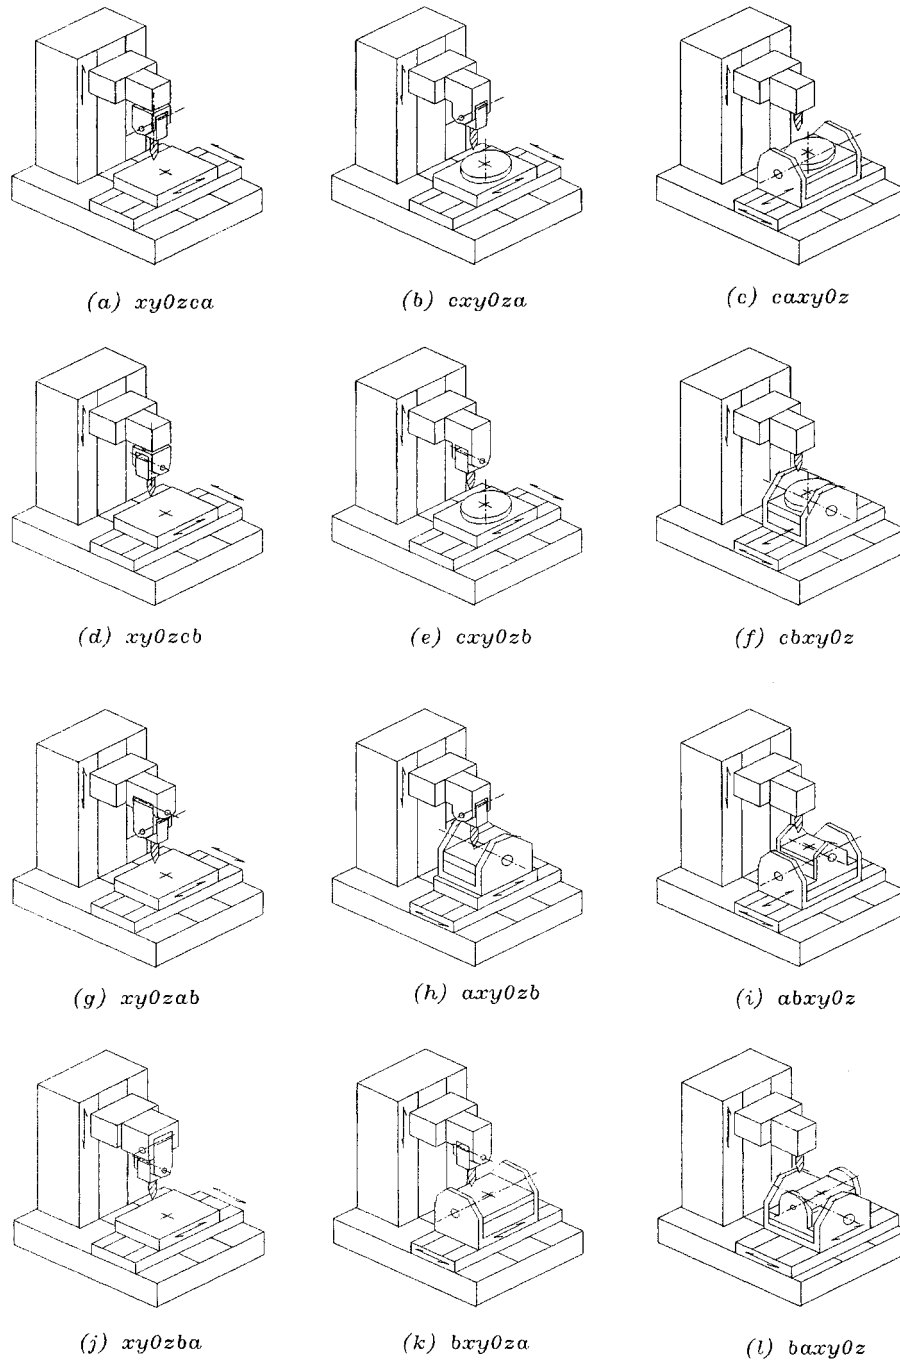 (a) xy0zca
(b) cxy0za
(c) caxy0z
(d) xy0zcb
(e) cxy0zb
(f) cbxy0z
(g) xy0zab
(h) axy0zb
(i) abxy0z
(j) xy0zba
(k) bxy0za
(l) baxy0z